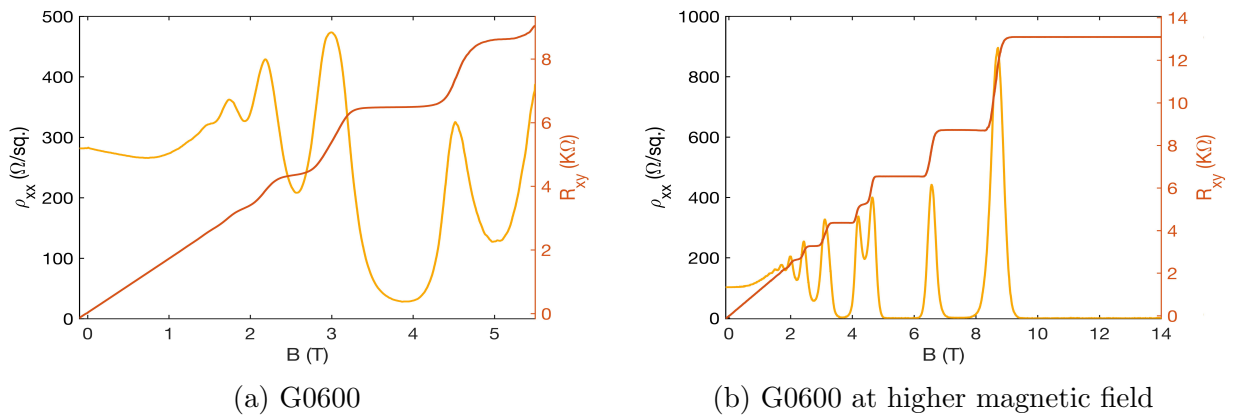 500
400
300
200
100
0
ρxx (Ω/sq.)
0 1 2 3 4 5
B (T)
8
6
4
2
0
Rxy (KΩ)
(a) G0600
1000
800
600
400
200
0
ρxx (Ω/sq.)
0 2 4 6 8 10 12 14
B (T)
14
12
10
8
6
4
2
0
Rxy (KΩ)
(b) G0600 at higher magnetic field